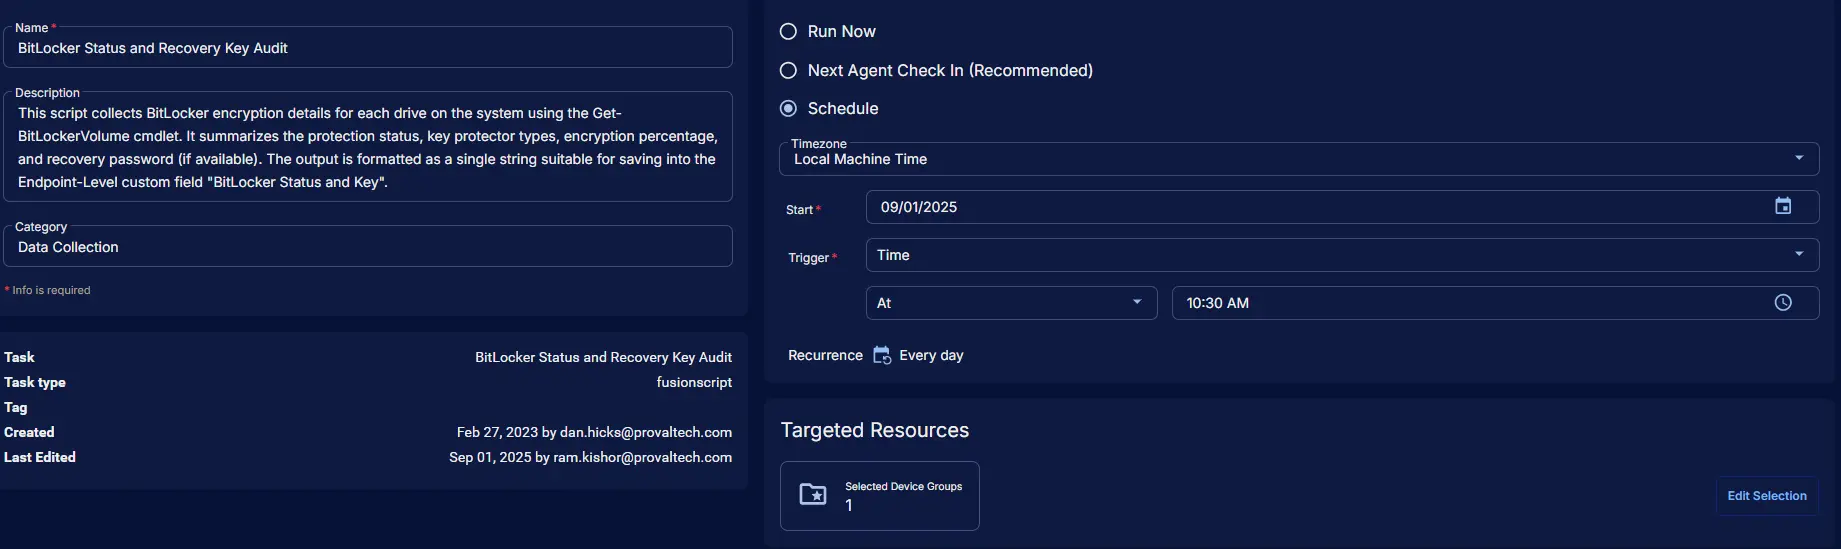 Name *
BitLocker Status and Recovery Key Audit
Description
This script collects BitLocker encryption details for each drive on the system using the Get-
BitLockerVolume cmdlet. It summarizes the protection status, key protector types, encryption percentage,
and recovery password (if available). The output is formatted as a single string suitable for saving into the
Endpoint-Level custom field "BitLocker Status and Key".
Category
Data Collection
* Info is required
Task BitLocker Status and Recovery Key Audit
Task type fusionscript
Tag
Created Feb 27, 2023 by dan.hicks@provaltech.com
Last Edited Sep 01, 2025 by ram.kishor@provaltech.com
Run Now
Next Agent Check In (Recommended)
Schedule
Timezone
Local Machine Time
Start * 09/01/2025
Trigger * Time
At 10:30 AM
Recurrence Every day
Targeted Resources
Selected Device Groups
1
Edit Selection